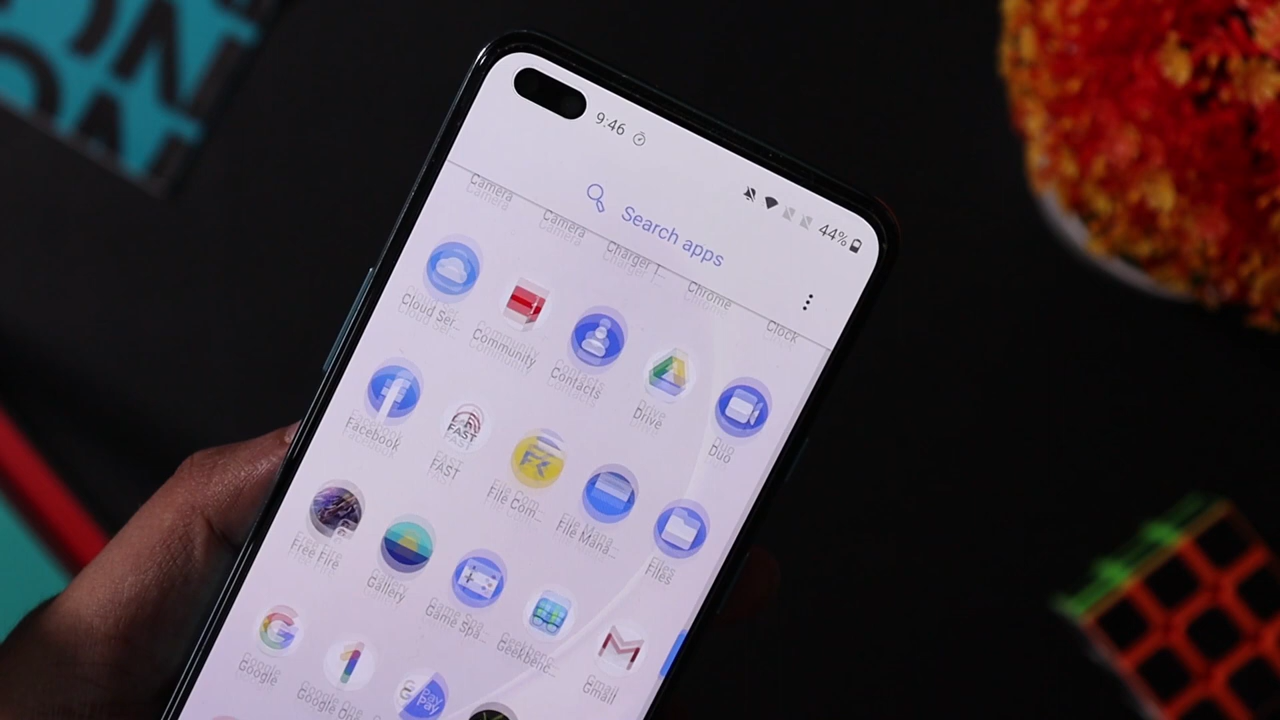 9:46
44%
Search apps
Camera
Camera
Charger I...
Chrome
Clock
Cloud Ser...
Community
Contacts
Drive
Duo
Facebook
FAST
FAST
File Com...
File Mana...
Files
Free Fire
Gallery
Game Spa...
Geekbenc...
Gmail
Google
Google One
G
Pay